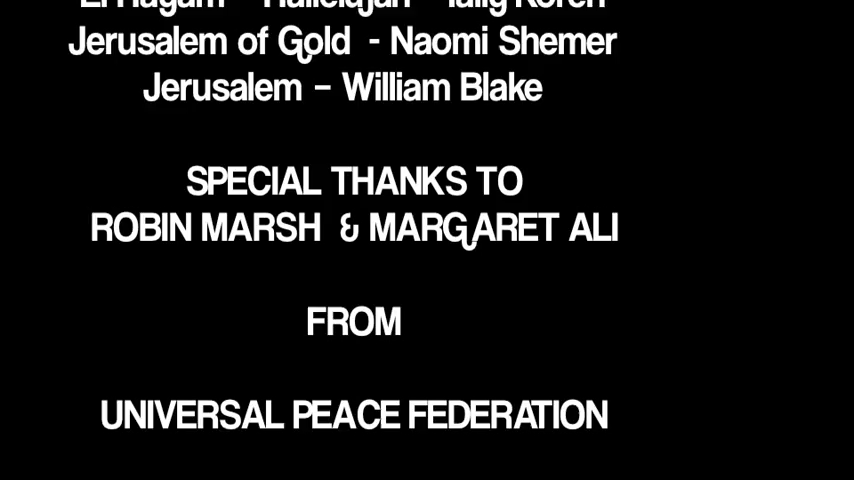 Jerusalem of Gold - Naomi Shemer
Jerusalem – William Blake
SPECIAL THANKS TO
ROBIN MARSH & MARGARET ALI
FROM
UNIVERSAL PEACE FEDERATION